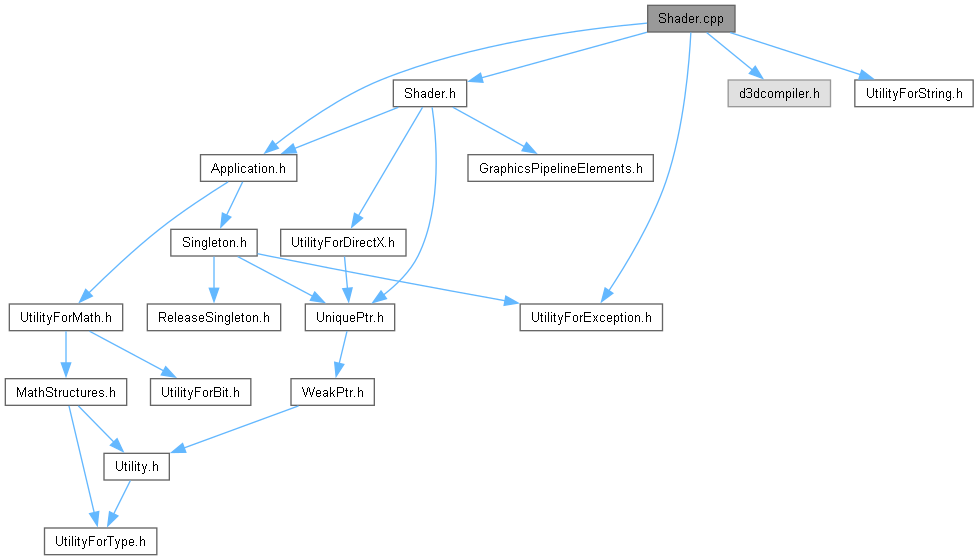 Shader.cpp
Shader.h
d3dcompiler.h
UtilityForString.h
Application.h
GraphicsPipelineElements.h
Singleton.h
UtilityForDirectX.h
UtilityForMath.h
ReleaseSingleton.h
UniquePtr.h
UtilityForException.h
MathStructures.h
UtilityForBit.h
WeakPtr.h
Utility.h
UtilityForType.h